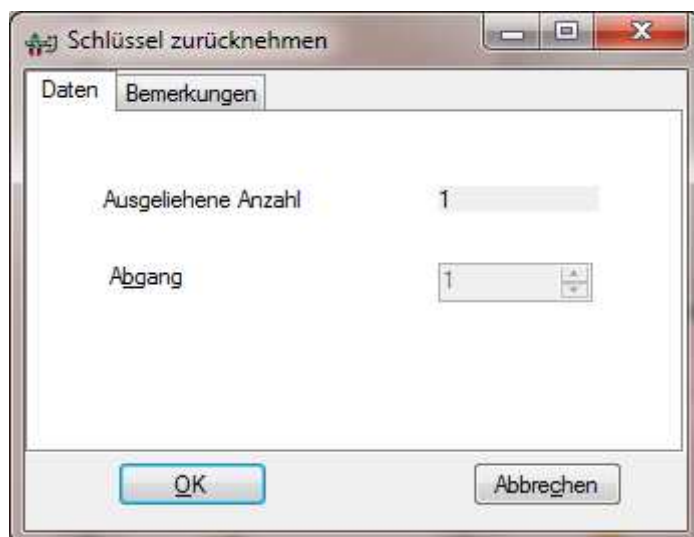 Schlüssel zurücknehmen
Daten Bemerkungen
Ausgeliehene Anzahl 1
Abgang 1
OK Abbrechen